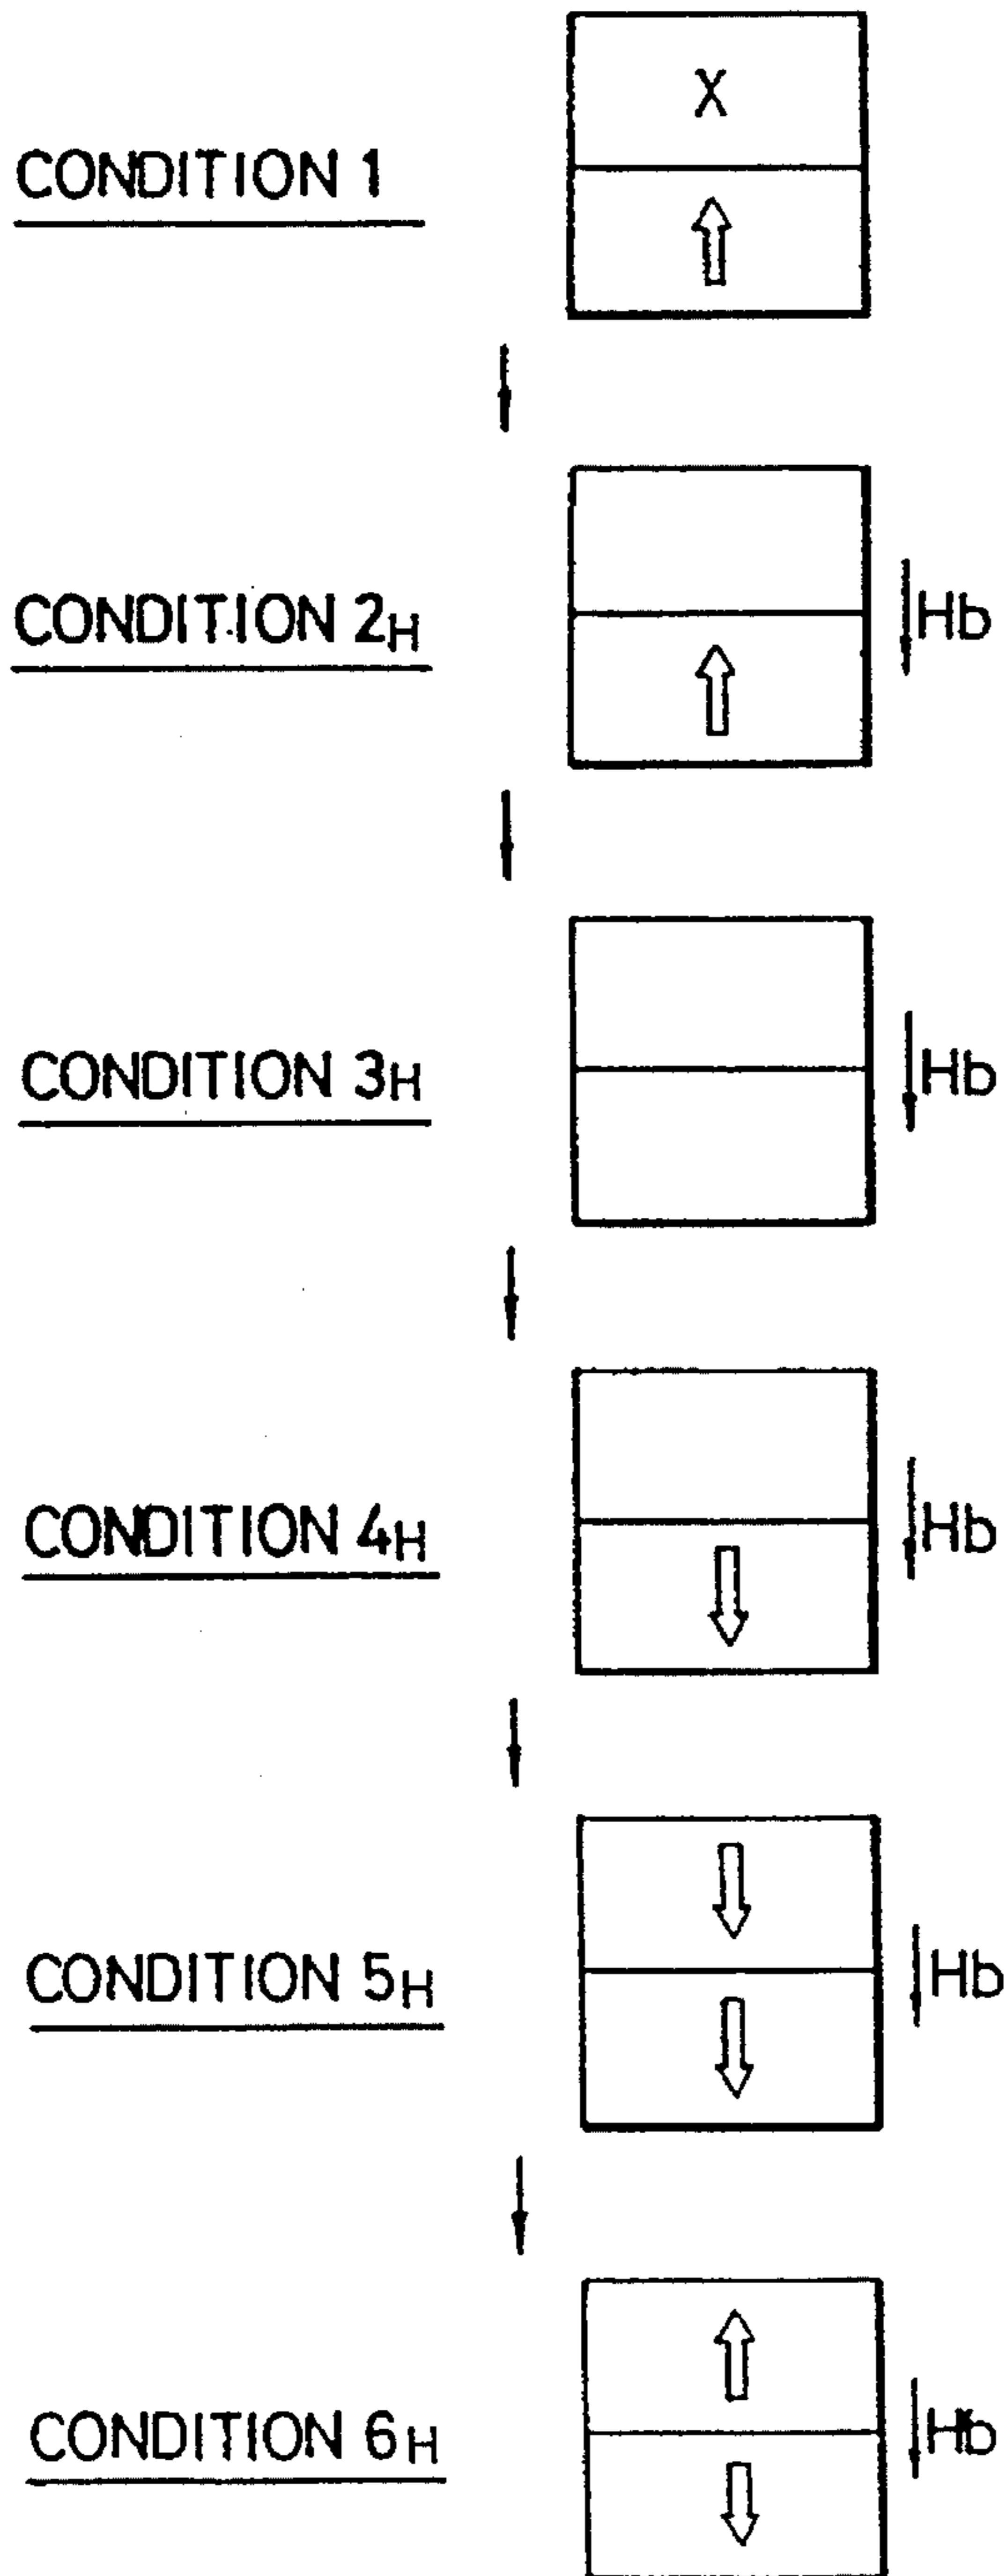 X
CONDITION 1
CONDITION 2H
Hb
CONDITION 3H
Hb
CONDITION 4H
Hb
CONDITION 5H
Hb
CONDITION 6H
Hb